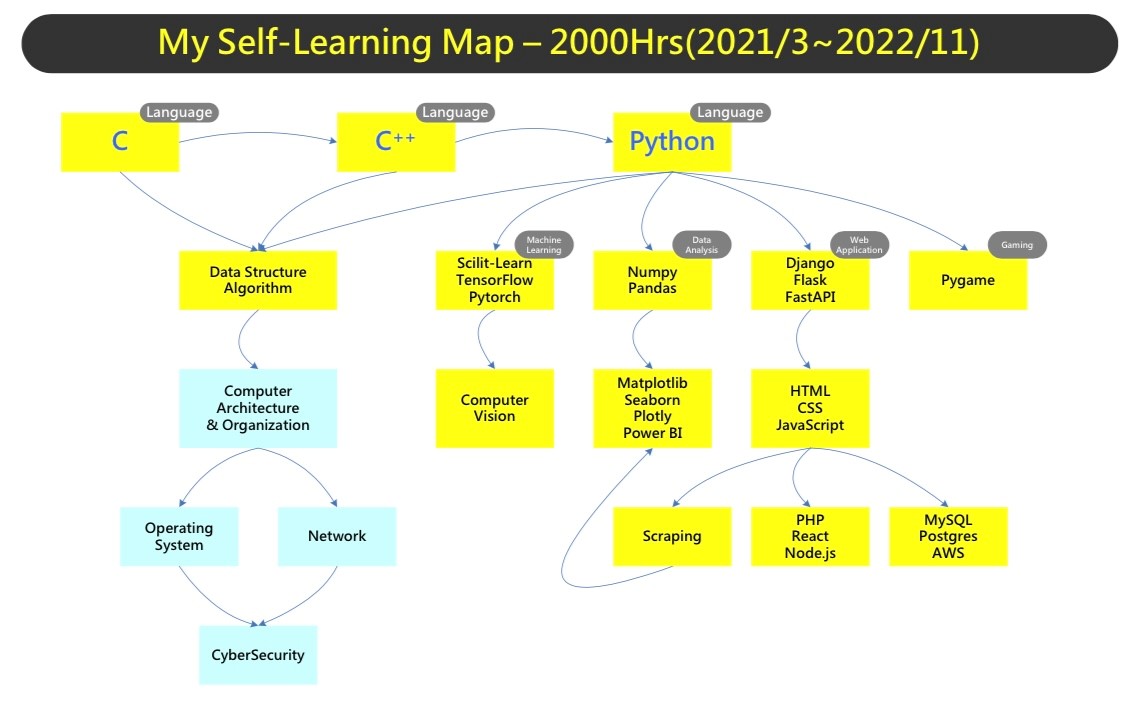 My Self-Learning Map – 2000Hrs(2021/3~2022/11)
Language
C
Language
C++
Language
Python
Data Structure
Algorithm
Machine
Learning
Scilit-Learn
TensorFlow
Pytorch
Data
Analysis
Numpy
Pandas
Web
Application
Django
Flask
FastAPI
Gaming
Pygame
Computer
Architecture
& Organization
Computer
Vision
Matplotlib
Seaborn
Plotly
Power BI
HTML
CSS
JavaScript
Operating
System
Network
Scraping
PHP
React
Node.js
MySQL
Postgres
AWS
CyberSecurity